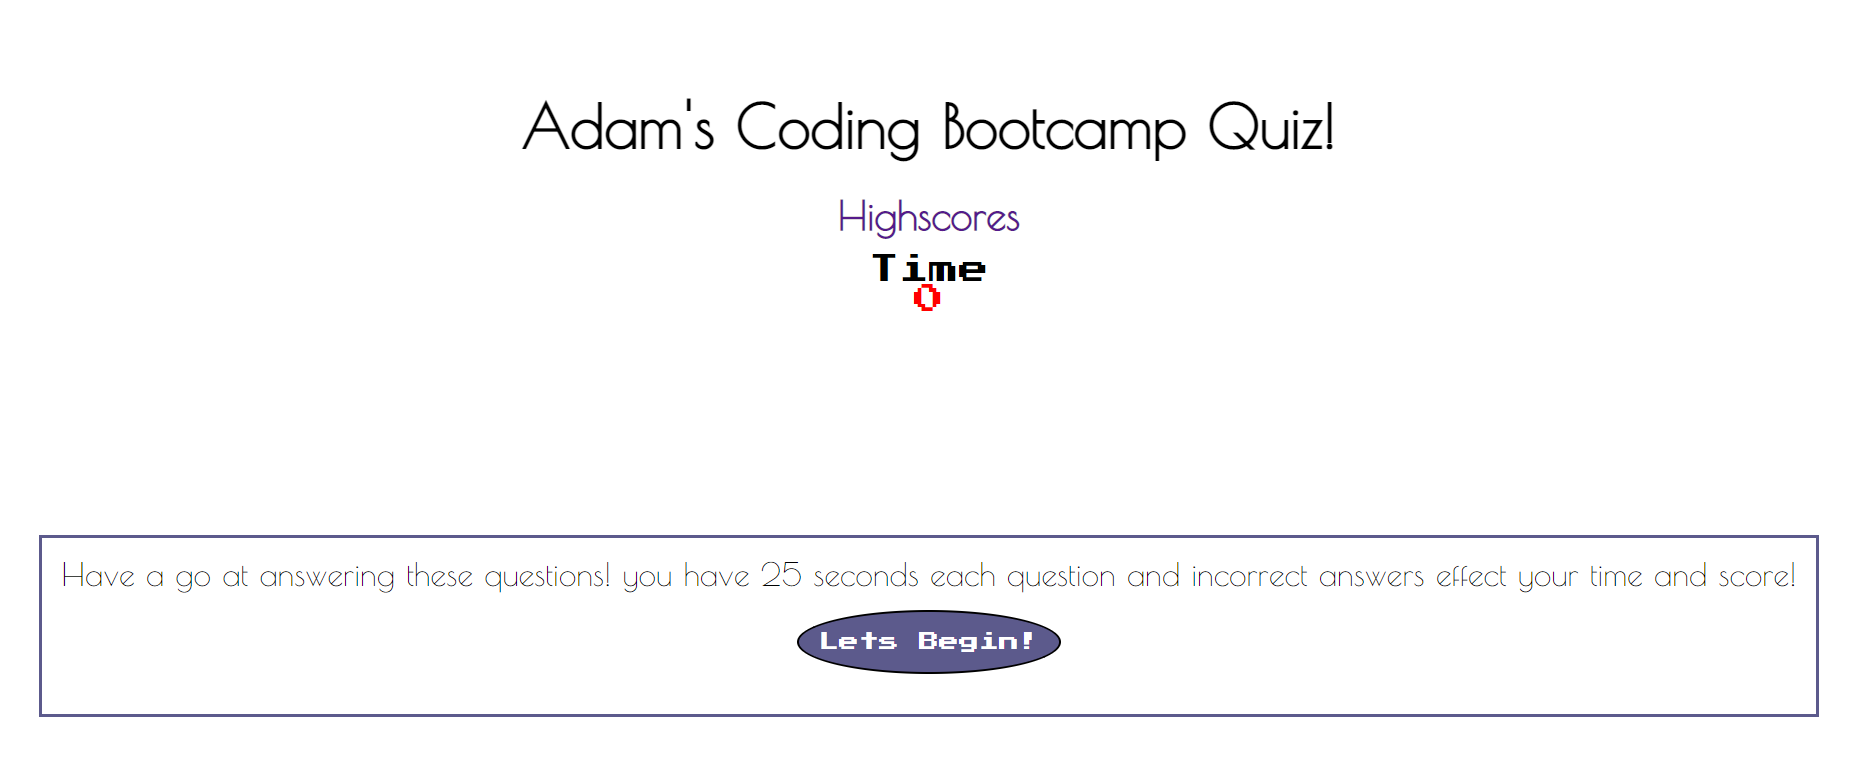 Adam's Coding Bootcamp Quiz!
Highscores
Time
0
Have a go at answering these questions! you have 25 seconds each question and incorrect answers effect your time and score!
Lets Begin!